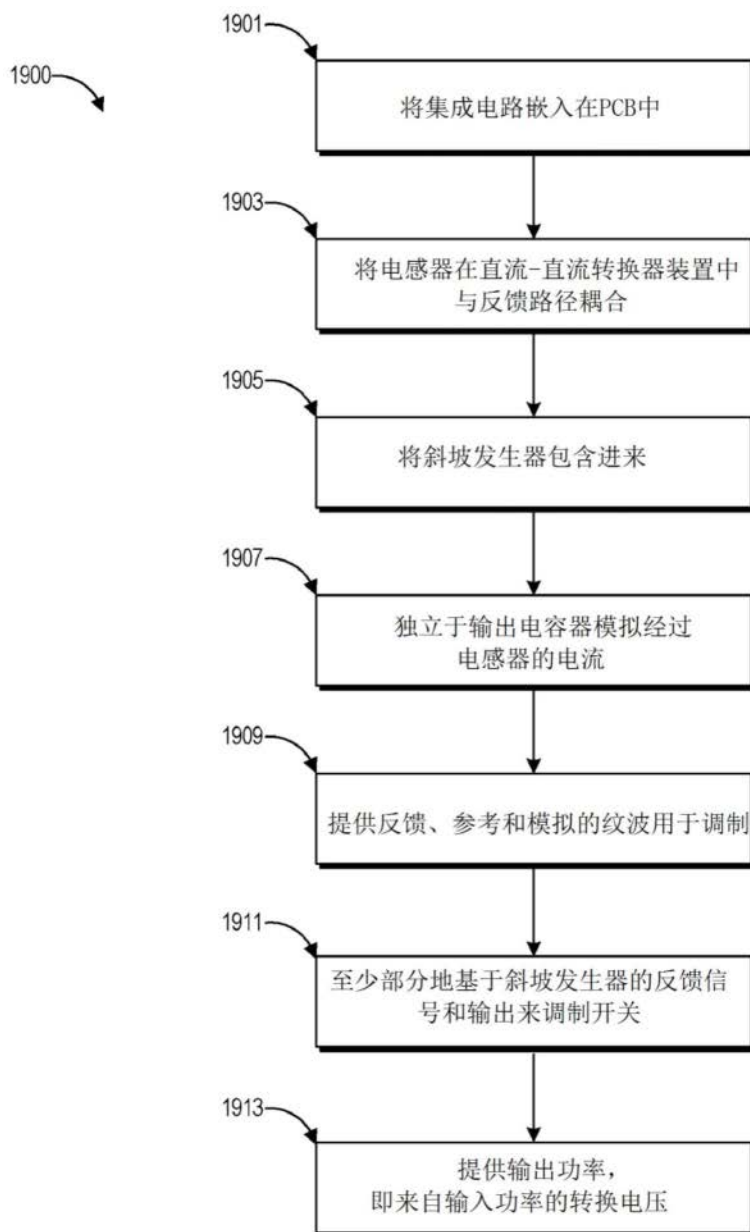 1901
1900
将集成电路嵌入在PCB中
1903
将电感器在直流-直流转换器装置中
与反馈路径耦合
1905
将斜坡发生器包含进来
1907
独立于输出电容器模拟经过
电感器的电流
1909
提供反馈、参考和模拟的纹波用于调制
1911
至少部分地基于斜坡发生器的反馈信
号和输出来调制开关
1913
提供输出功率，
即来自输入功率的转换电压